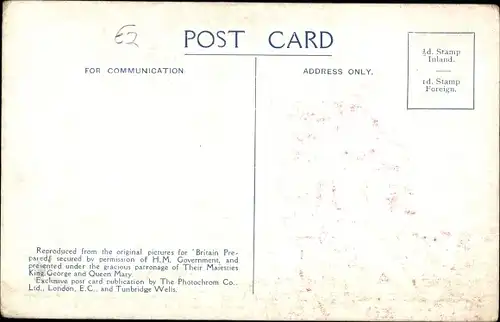 E2
POST CARD
FOR COMMUNICATION
ADDRESS ONLY.
½d. Stamp
Inland.
1d. Stamp
Foreign.
Reproduced from the original pictures for "Britain Pre-
pared," secured by permission of H.M. Government, and
presented under the gracious patronage of Their Majesties
King George and Queen Mary.
Exclusive post card publication by The Photochrom Co.,
Ltd., London, E.C., and Tunbridge Wells.